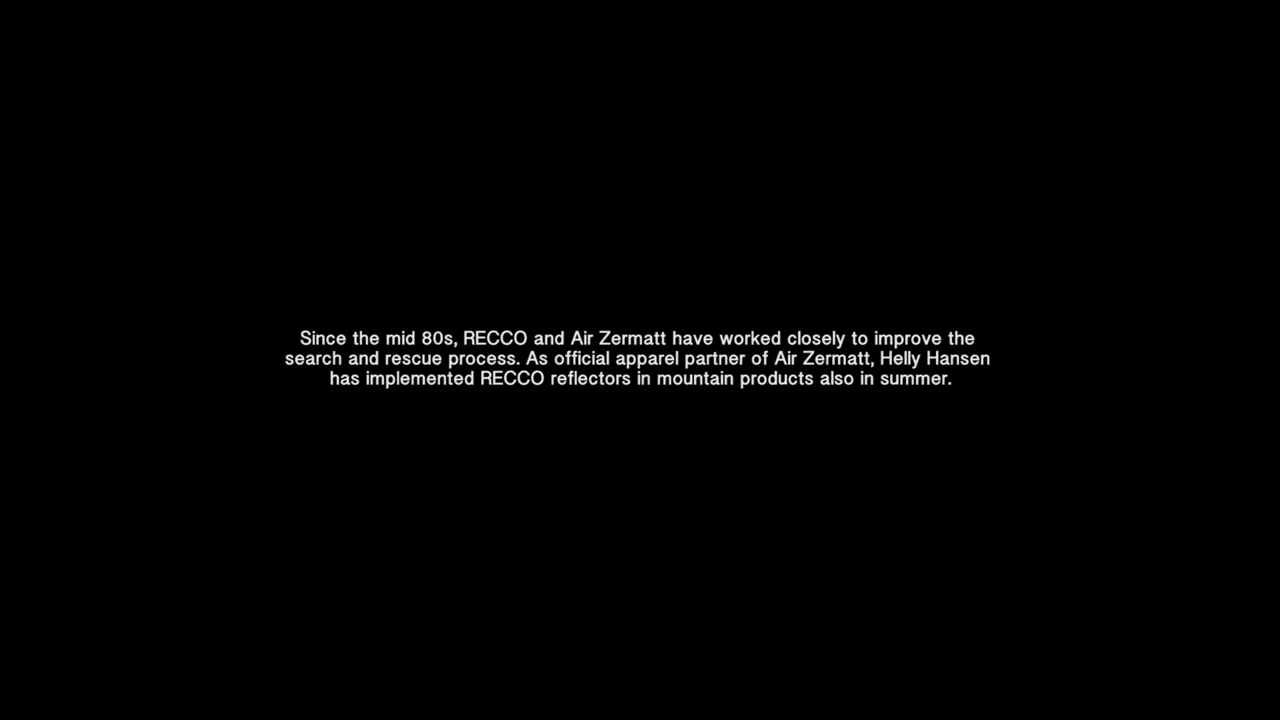 Since the mid 80s, RECCO and Air Zermatt have worked closely to improve the
search and rescue process. As official apparel partner of Air Zermatt, Helly Hansen
has implemented RECCO reflectors in mountain products also in summer.